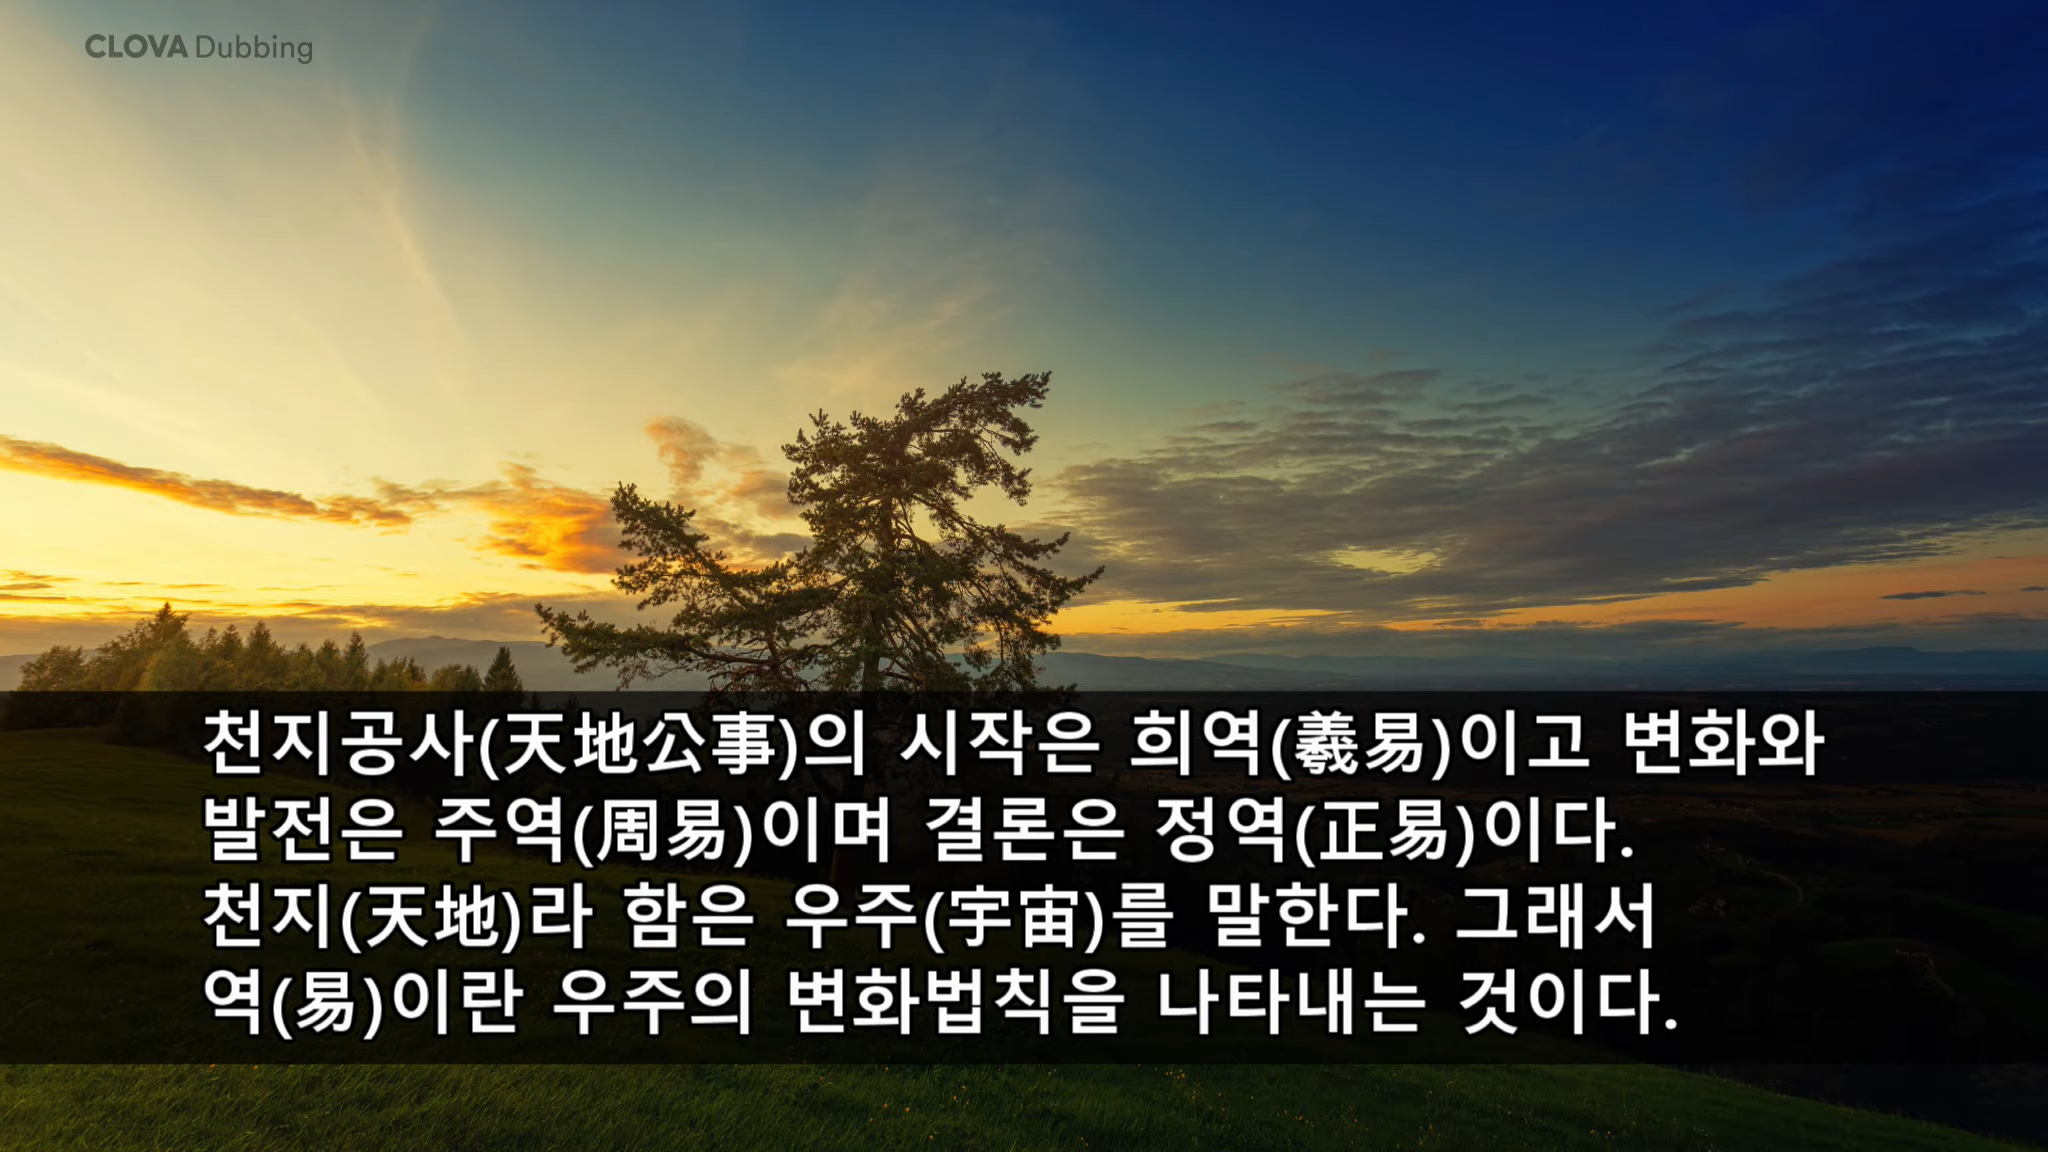 CLOVA Dubbing
천지공사(天地公事)의 시작은 희역(羲易)이고 변화와
발전은 주역(周易)이며 결론은 정역(正易)이다.
천지(天地)라 함은 우주(宇宙)를 말한다. 그래서
역(易)이란 우주의 변화법칙을 나타내는 것이다.